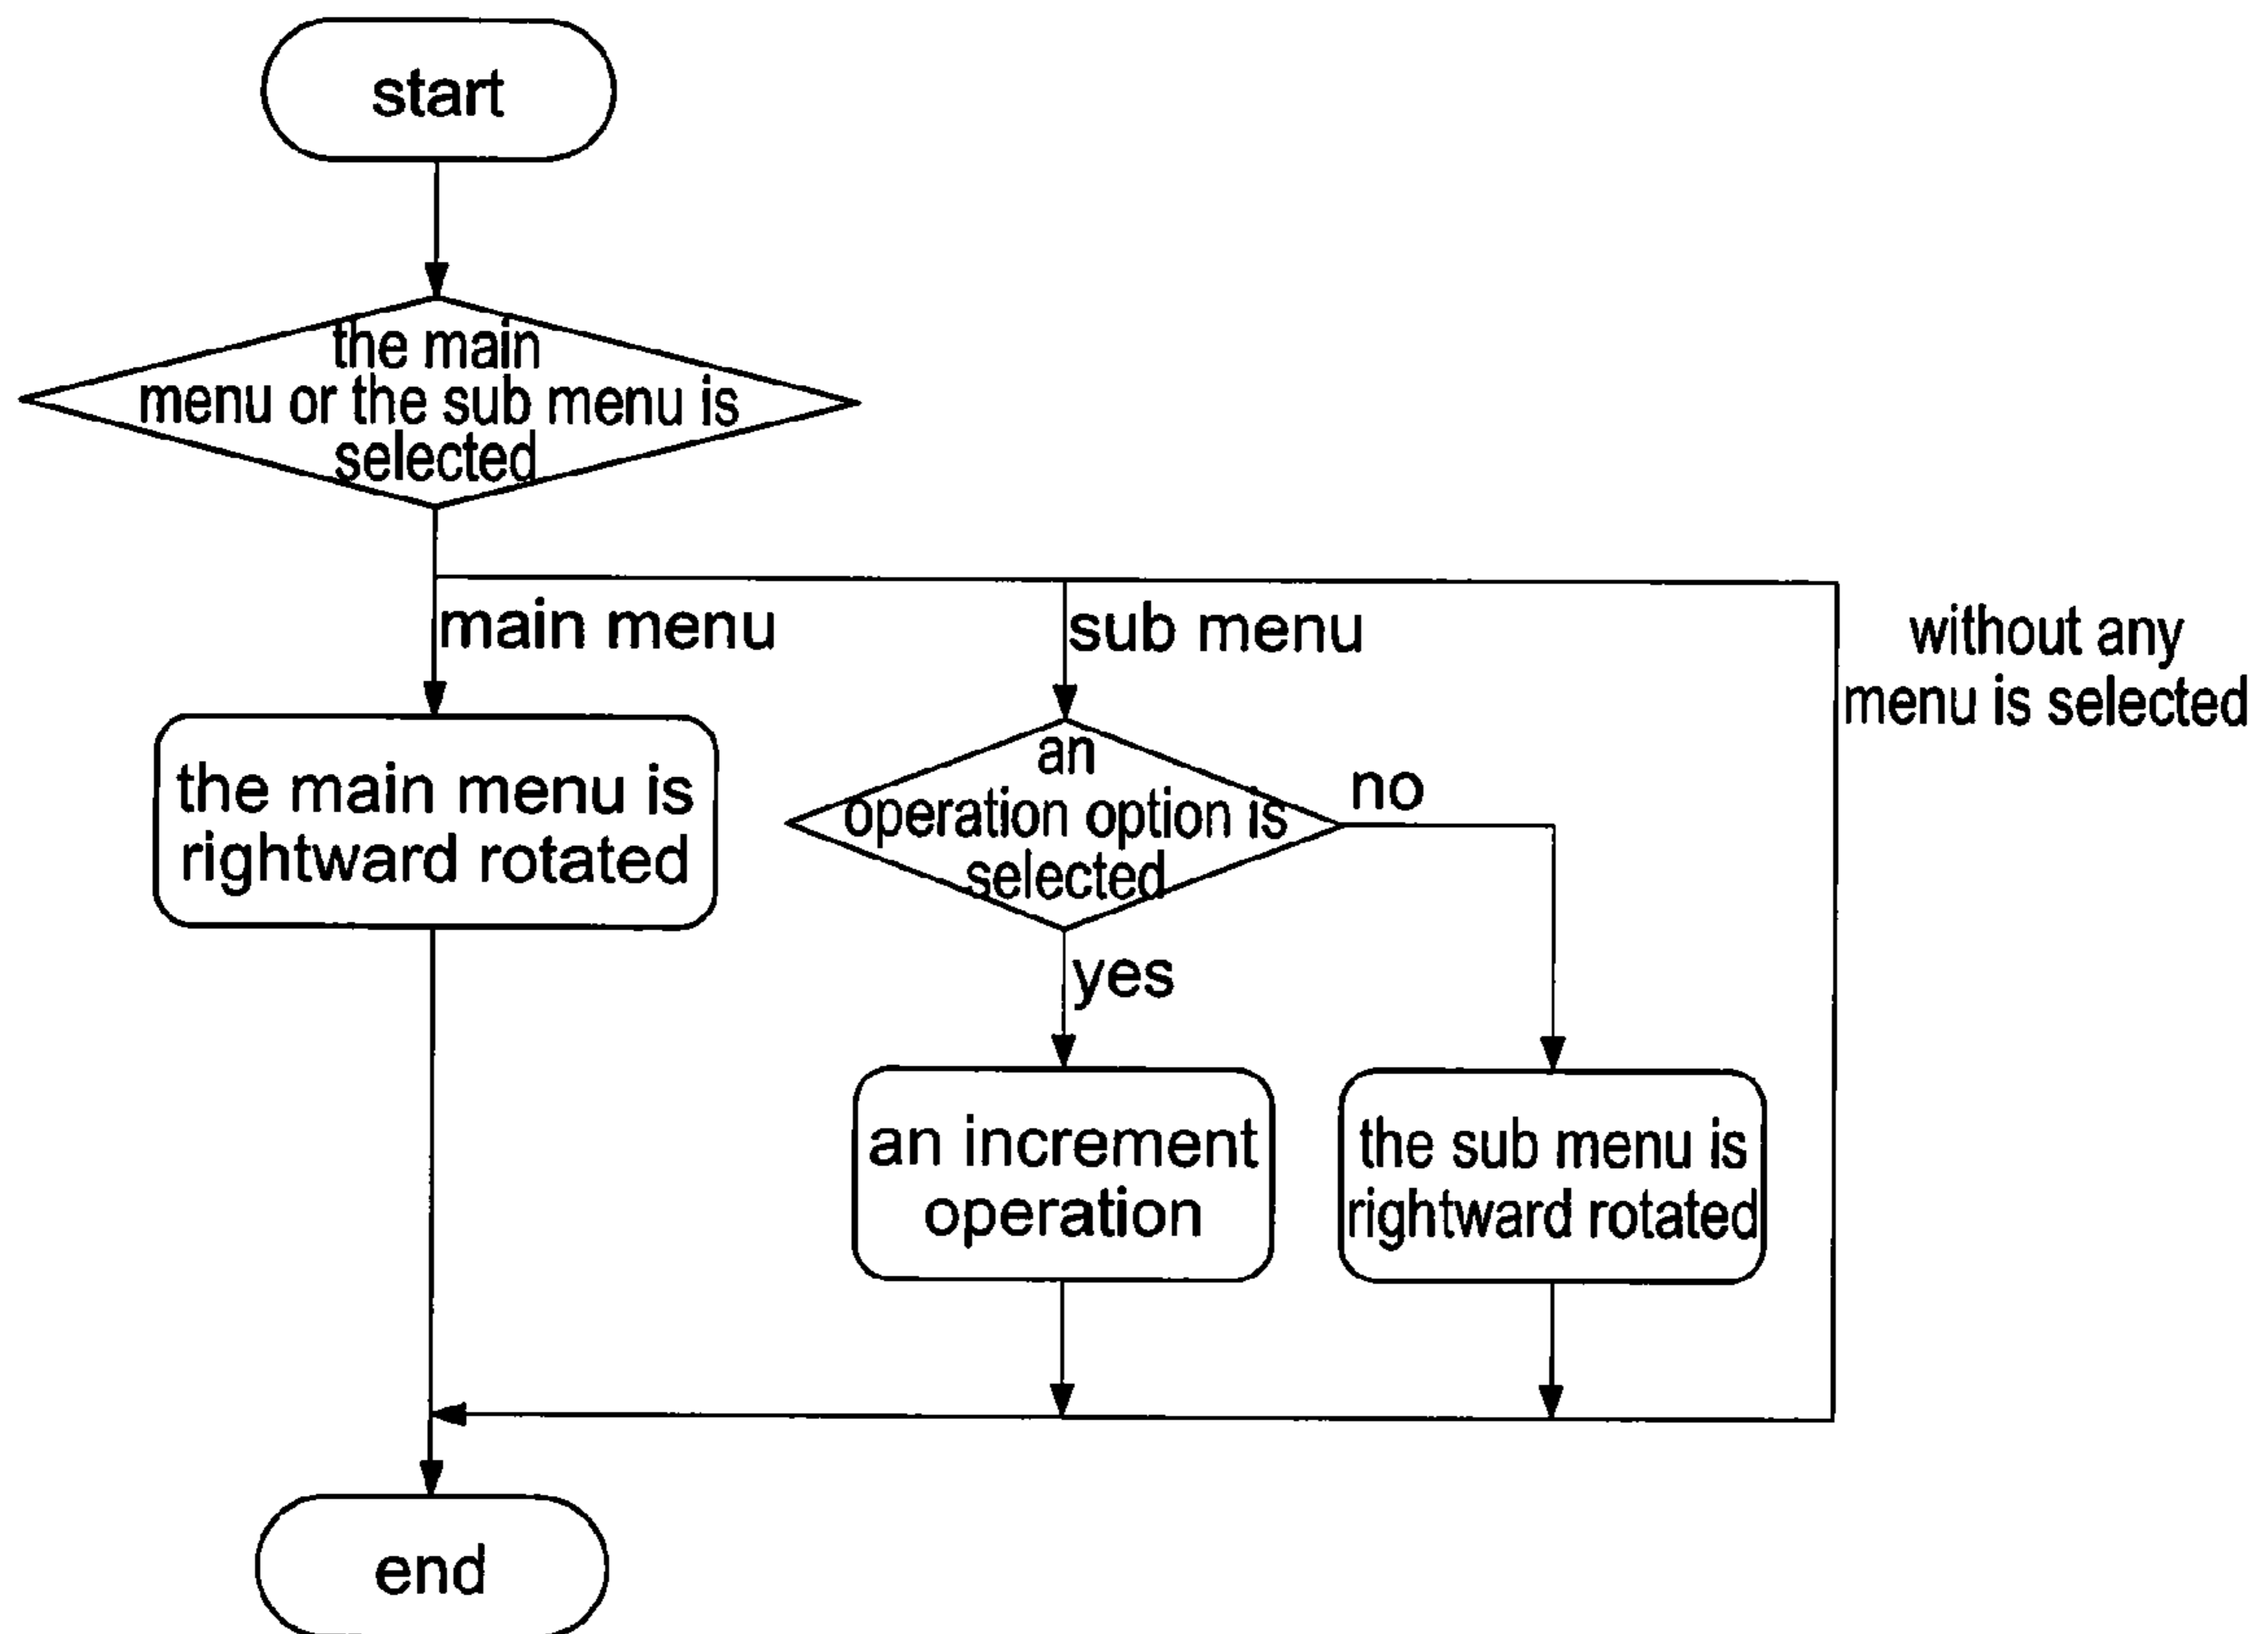 start
the main
menu or the sub menu is
selected
main menu
sub menu
without any
menu is selected
the main menu is
rightward rotated
an
operation option is
selected
no
yes
an increment
operation
the sub menu is
rightward rotated
end